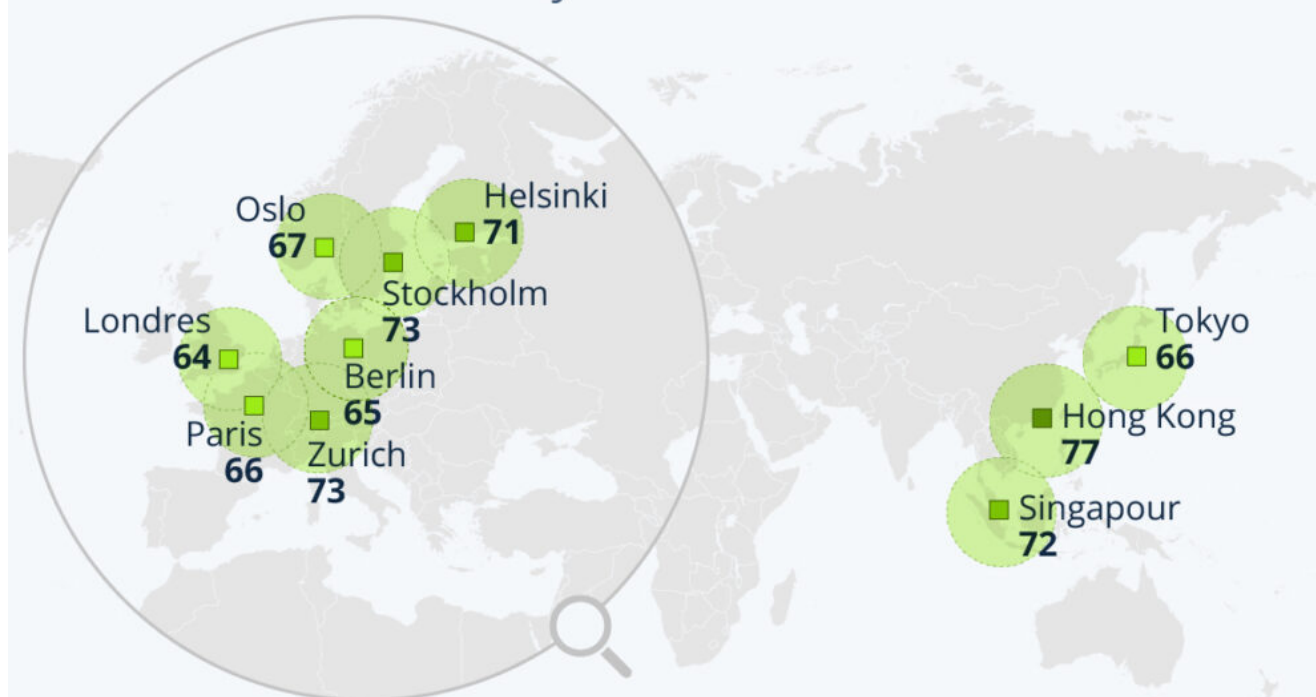 Oslo
67
Helsinki
71
Stockholm
73
Londres
64
Berlin
65
Paris
66
Zurich
73
Tokyo
66
Hong Kong
77
Singapour
72